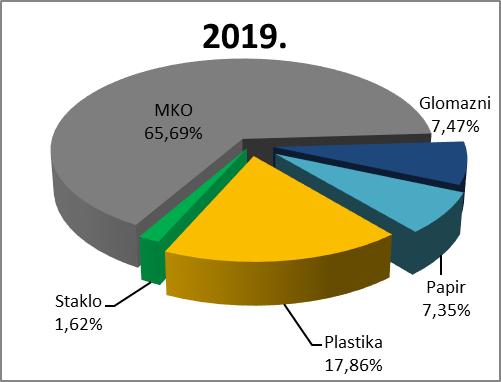 2019.
MKO
65,69%
Glomazni
7,47%
Papir
7,35%
Plastika
17,86%
Staklo
1,62%